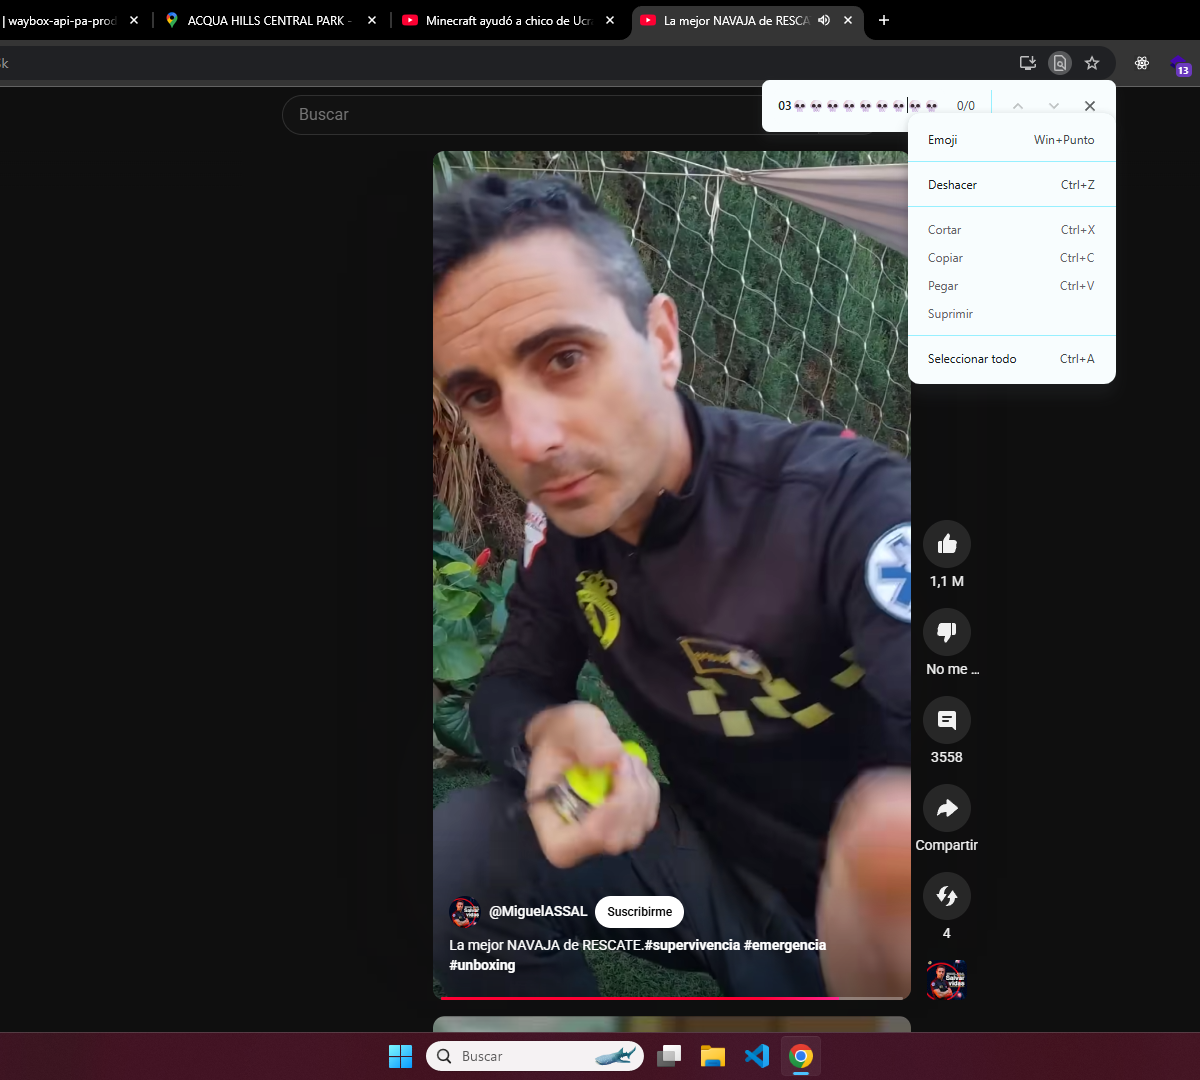 | waybox-api-pa-prod
ACQUA HILLS CENTRAL PARK -
Minecraft ayudó a chico de Ucr
La mejor NAVAJA de RESCA
k
13
Buscar
03💀💀💀💀💀💀💀💀💀
0/0
Emoji Win+Punto
Deshacer Ctrl+Z
Cortar Ctrl+X
Copiar Ctrl+C
Pegar Ctrl+V
Suprimir
Seleccionar todo Ctrl+A
1,1 M
No me ...
3558
Compartir
4
@MiguelASSAL Suscribirme
La mejor NAVAJA de RESCATE.#supervivencia #emergencia
#unboxing
Salvar
vidas
Buscar